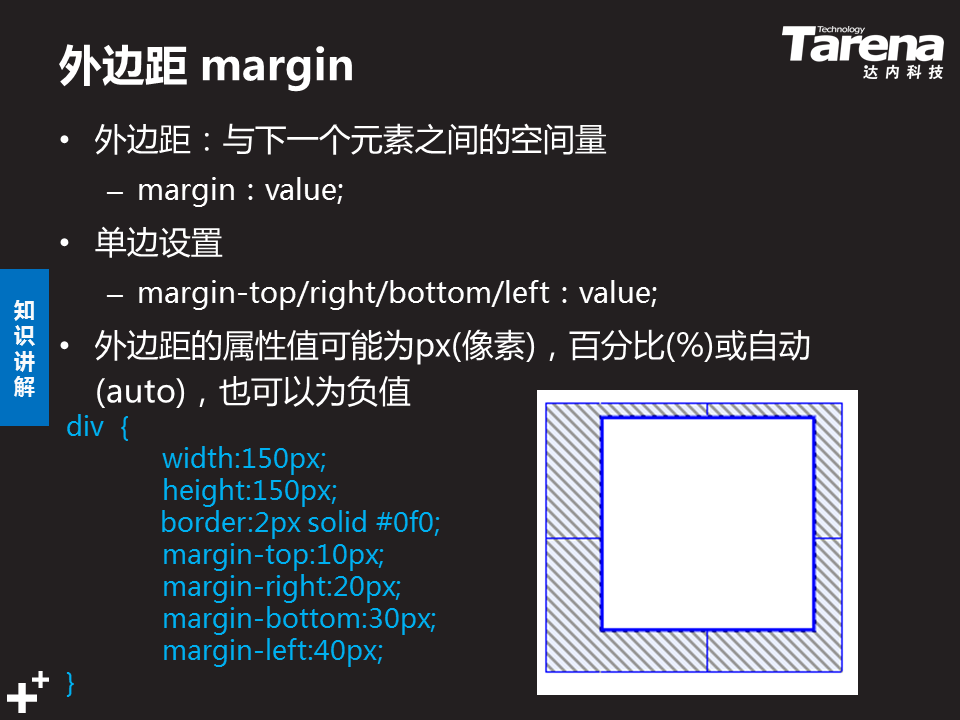 外边距 margin
Technology
Tarena
达内科技
• 外边距：与下一个元素之间的空间量
– margin：value;
• 单边设置
– margin-top/right/bottom/left：value;
知识讲解
• 外边距的属性值可能为px(像素)，百分比(%)或自动
(auto)，也可以为负值
div {
width:150px;
height:150px;
border:2px solid #0f0;
margin-top:10px;
margin-right:20px;
margin-bottom:30px;
margin-left:40px;
}